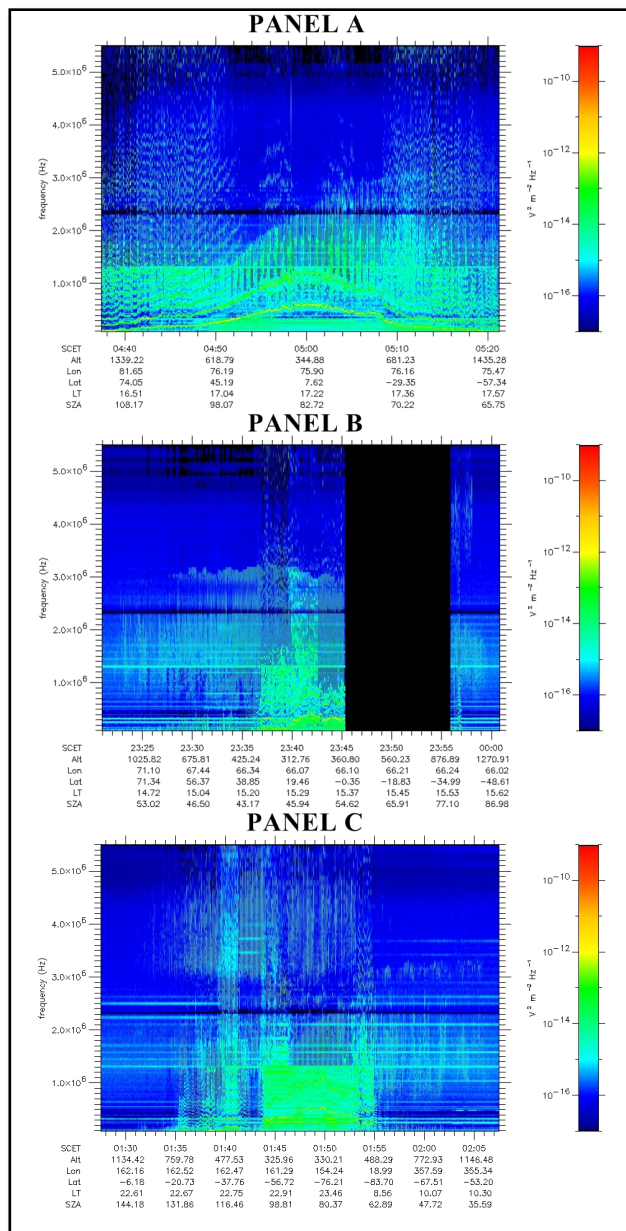 PANEL A
5.0×10⁶
4.0×10⁶
3.0×10⁶
2.0×10⁶
1.0×10⁶
frequency (Hz)
10⁻¹⁰
10⁻¹²
10⁻¹⁴
10⁻¹⁶
V² m⁻² Hz⁻¹
SCET 04:40 04:50 05:00 05:10 05:20
Alt 1339.22 618.79 344.88 681.23 1435.28
Lon 81.65 76.19 75.90 76.16 75.47
Lat 74.05 45.19 7.62 −29.35 −57.34
LT 16.51 17.04 17.22 17.36 17.57
SZA 108.17 98.07 82.72 70.22 65.75
PANEL B
5.0×10⁶
4.0×10⁶
3.0×10⁶
2.0×10⁶
1.0×10⁶
frequency (Hz)
10⁻¹⁰
10⁻¹²
10⁻¹⁴
10⁻¹⁶
V² m⁻² Hz⁻¹
SCET 23:25 23:30 23:35 23:40 23:45 23:50 23:55 00:00
Alt 1025.82 675.81 425.24 312.76 360.80 560.23 876.89 1270.91
Lon 71.10 67.44 66.34 66.07 66.10 66.21 66.24 66.02
Lat 71.34 56.37 38.85 19.46 −0.35 −18.83 −34.99 −48.61
LT 14.72 15.04 15.20 15.29 15.37 15.45 15.53 15.62
SZA 53.02 46.50 43.17 45.94 54.62 65.91 77.10 86.98
PANEL C
5.0×10⁶
4.0×10⁶
3.0×10⁶
2.0×10⁶
1.0×10⁶
frequency (Hz)
10⁻¹⁰
10⁻¹²
10⁻¹⁴
10⁻¹⁶
V² m⁻² Hz⁻¹
SCET 01:30 01:35 01:40 01:45 01:50 01:55 02:00 02:05
Alt 1134.42 759.78 477.53 325.96 330.21 488.29 772.93 1146.48
Lon 162.16 162.52 162.47 161.29 154.24 18.99 357.59 355.34
Lat −6.18 −20.73 −37.76 −56.72 −76.21 −83.70 −67.51 −53.20
LT 22.61 22.67 22.75 22.91 23.46 8.56 10.07 10.30
SZA 144.18 131.86 116.46 98.81 80.37 62.89 47.72 35.59